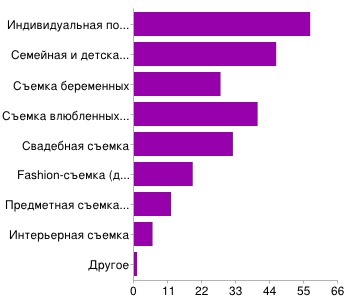 Индивидуальная по...
Семейная и детска...
Съемка беременных
Съемка влюбленных...
Свадебная съемка
Fashion-съемка (д...
Предметная съемка...
Интерьерная съемка
Другое
0 11 22 33 44 55 66